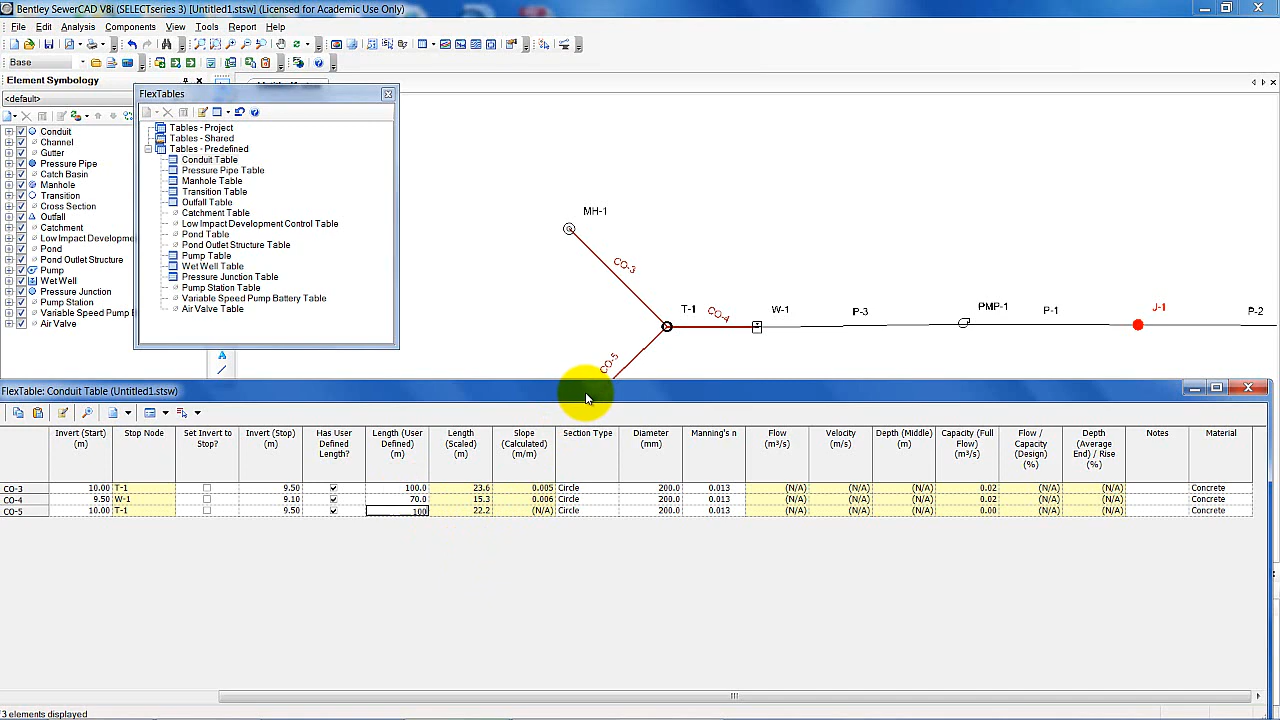 Bentley SewerCAD V8i (SELECTseries 3) [Untitled1.stsw] (Licensed for Academic Use Only)
File Edit Analysis Components View Tools Report Help
Base
Element Symbology
<default>
Conduit
Channel
Gutter
Pressure Pipe
Catch Basin
Manhole
Transition
Cross Section
Outfall
Catchment
Low Impact Developme
Pond
Pond Outlet Structure
Pump
Wet Well
Pressure Junction
Pump Station
Variable Speed Pump B
Air Valve
FlexTables
Tables - Project
Tables - Shared
Tables - Predefined
Conduit Table
Pressure Pipe Table
Manhole Table
Transition Table
Outfall Table
Catchment Table
Low Impact Development Control Table
Pond Table
Pond Outlet Structure Table
Pump Table
Wet Well Table
Pressure Junction Table
Pump Station Table
Variable Speed Pump Battery Table
Air Valve Table
MH-1
CO-3
T-1
CO-4
W-1
P-3
PMP-1
P-1
J-1
P-2
CO-5
FlexTable: Conduit Table (Untitled1.stsw)
Invert (Start) (m) Stop Node Set Invert to Stop? Invert (Stop) (m) Has User Defined Length? Length (User Defined) (m) Length (Scaled) (m) Slope (Calculated) (m/m) Section Type Diameter (mm) Manning's n Flow (m³/s) Velocity (m/s) Depth (Middle) (m) Capacity (Full Flow) (m³/s) Flow / Capacity (Design) (%) Depth (Average End) / Rise (%) Notes Material
CO-3 10.00 T-1 9.50 100.0 23.6 0.005 Circle 200.0 0.013 (N/A) (N/A) (N/A) 0.02 (N/A) (N/A) Concrete
CO-4 9.50 W-1 9.10 70.0 15.3 0.006 Circle 200.0 0.013 (N/A) (N/A) (N/A) 0.02 (N/A) (N/A) Concrete
CO-5 10.00 T-1 9.50 100 22.2 (N/A) Circle 200.0 0.013 (N/A) (N/A) (N/A) 0.00 (N/A) (N/A) Concrete
3 elements displayed